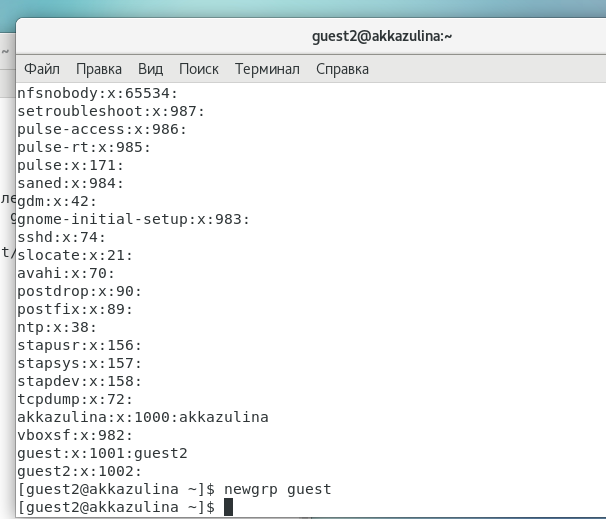 guest2@akkazulina:~
Файл Правка Вид Поиск Терминал Справка
nfsnobody:x:65534:
setroubleshoot:x:987:
pulse-access:x:986:
pulse-rt:x:985:
pulse:x:171:
saned:x:984:
gdm:x:42:
gnome-initial-setup:x:983:
sshd:x:74:
slocate:x:21:
avahi:x:70:
postdrop:x:90:
postfix:x:89:
ntp:x:38:
stapusr:x:156:
stapsys:x:157:
stapdev:x:158:
tcpdump:x:72:
akkazulina:x:1000:akkazulina
vboxsf:x:982:
guest:x:1001:guest2
guest2:x:1002:
[guest2@akkazulina ~]$ newgrp guest
[guest2@akkazulina ~]$